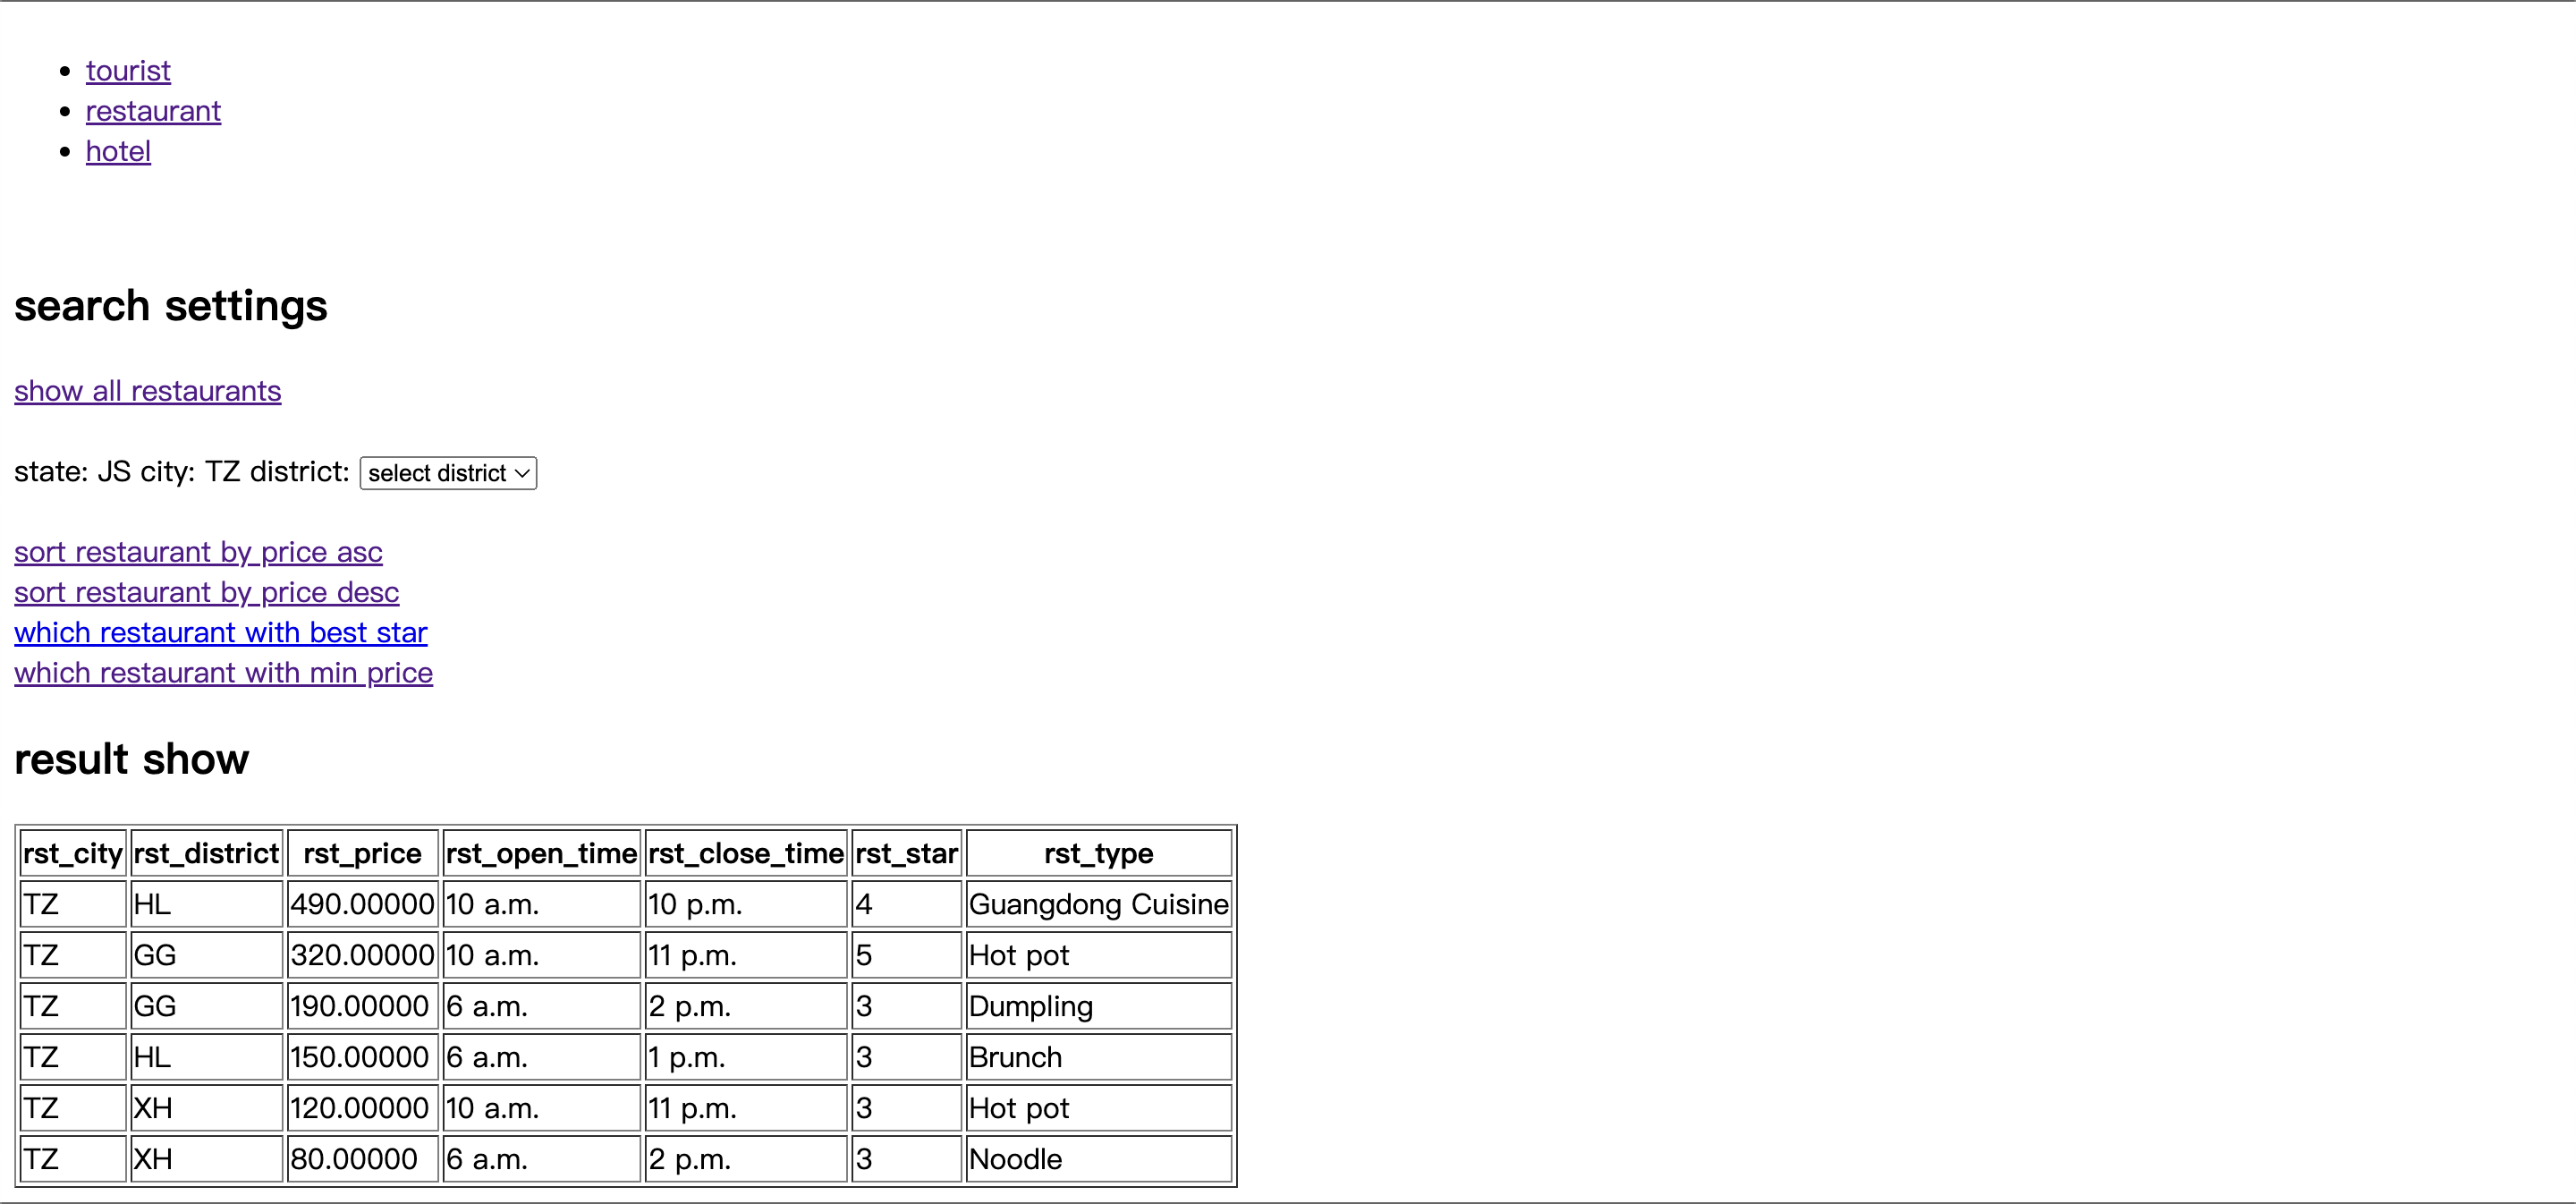 tourist
restaurant
hotel
search settings
show all restaurants
state: JS city: TZ district: select district
sort restaurant by price asc
sort restaurant by price desc
which restaurant with best star
which restaurant with min price
result show
rst_city rst_district rst_price rst_open_time rst_close_time rst_star rst_type
TZ HL 490.00000 10 a.m. 10 p.m. 4 Guangdong Cuisine
TZ GG 320.00000 10 a.m. 11 p.m. 5 Hot pot
TZ GG 190.00000 6 a.m. 2 p.m. 3 Dumpling
TZ HL 150.00000 6 a.m. 1 p.m. 3 Brunch
TZ XH 120.00000 10 a.m. 11 p.m. 3 Hot pot
TZ XH 80.00000 6 a.m. 2 p.m. 3 Noodle